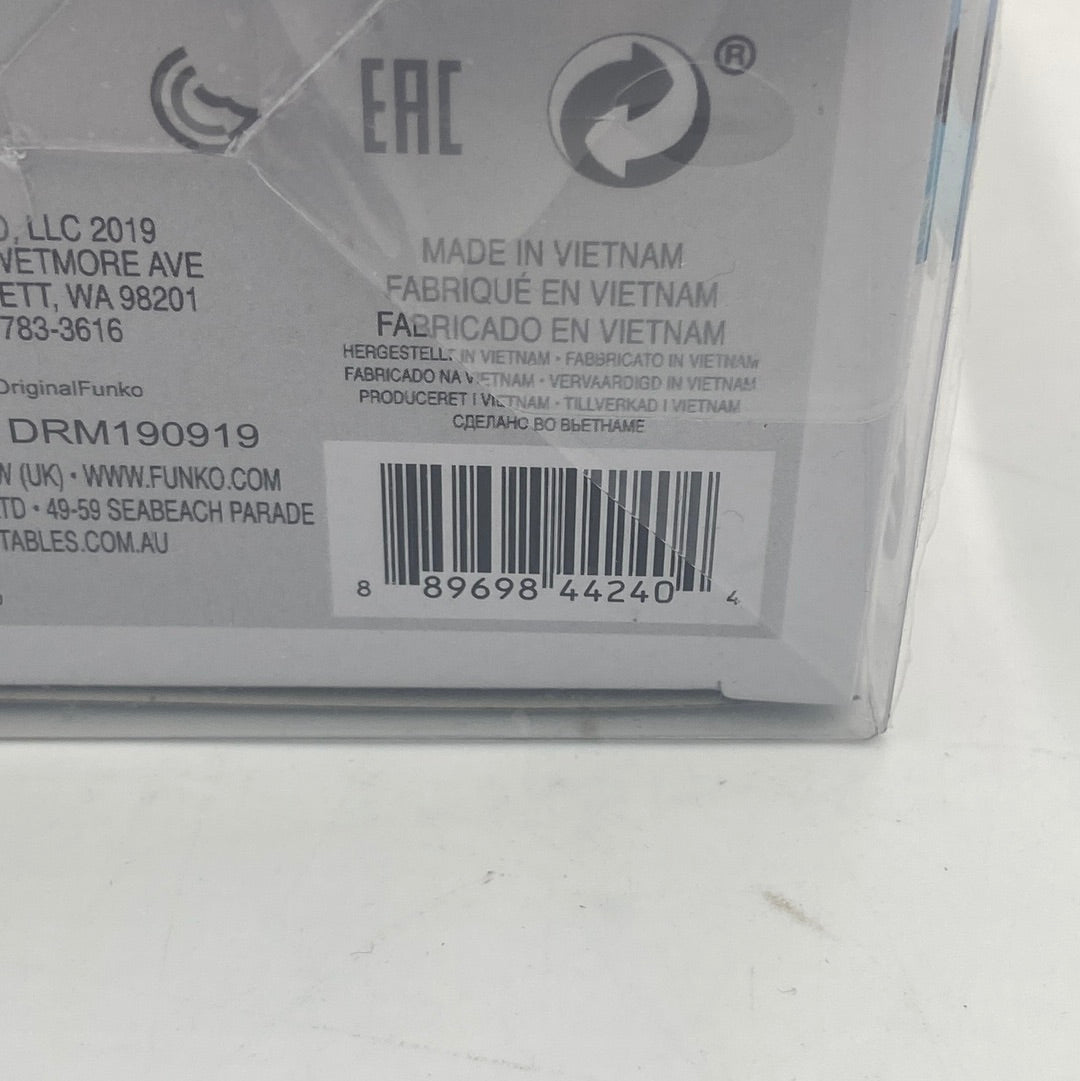 EAC
®
, LLC 2019
WETMORE AVE
ETT, WA 98201
783-3616
OriginalFunko
DRM190919
(UK) • WWW.FUNKO.COM
TD • 49-59 SEABEACH PARADE
TABLES.COM.AU
MADE IN VIETNAM
FABRIQUÉ EN VIETNAM
FABRICADO EN VIETNAM
HERGESTELLT IN VIETNAM • FABBRICATO IN VIETNAM
FABRICADO NA VIETNAM • VERVAARDIGD IN VIETNAM
PRODUCERET I VIETNAM • TILLVERKAD I VIETNAM
СДЕЛАНО ВО ВЬЕТНАМЕ
8 89698 44240 4